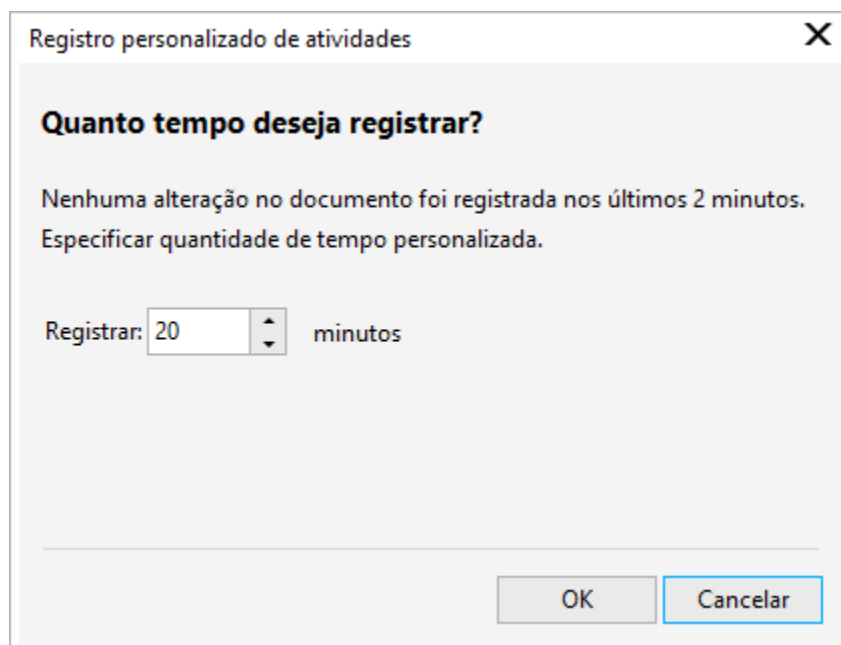 Registro personalizado de atividades
Quanto tempo deseja registrar?
Nenhuma alteração no documento foi registrada nos últimos 2 minutos.
Especificar quantidade de tempo personalizada.
Registrar: 20 minutos
OK Cancelar